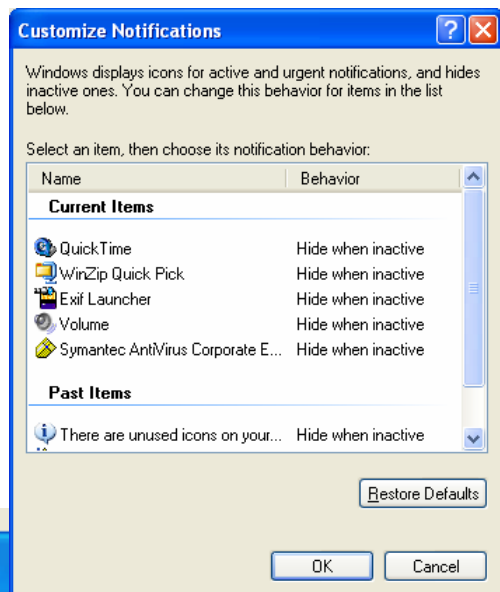 Customize Notifications
Windows displays icons for active and urgent notifications, and hides
inactive ones. You can change this behavior for items in the list
below.
Select an item, then choose its notification behavior:
Name Behavior
Current Items
QuickTime Hide when inactive
WinZip Quick Pick Hide when inactive
Exif Launcher Hide when inactive
Volume Hide when inactive
Symantec AntiVirus Corporate E... Hide when inactive
Past Items
There are unused icons on your... Hide when inactive
Restore Defaults
OK Cancel